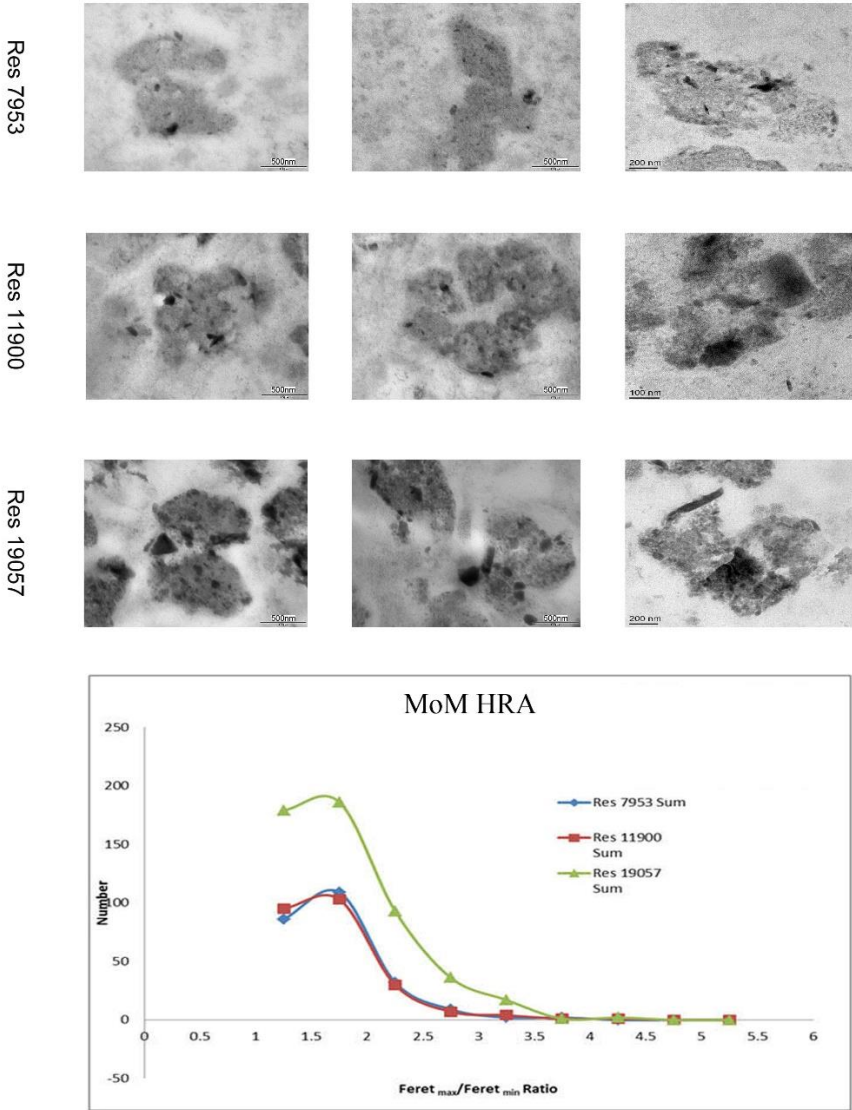 Res 7953
500nm
500nm
200 nm
Res 11900
500nm
500nm
100 nm
Res 19057
500nm
500nm
200 nm
MoM HRA
250
200
150
100
50
0
-50
Number
Res 7953 Sum
Res 11900
Sum
Res 19057
Sum
0 0.5 1 1.5 2 2.5 3 3.5 4 4.5 5 5.5 6
Feret max/Feret min Ratio